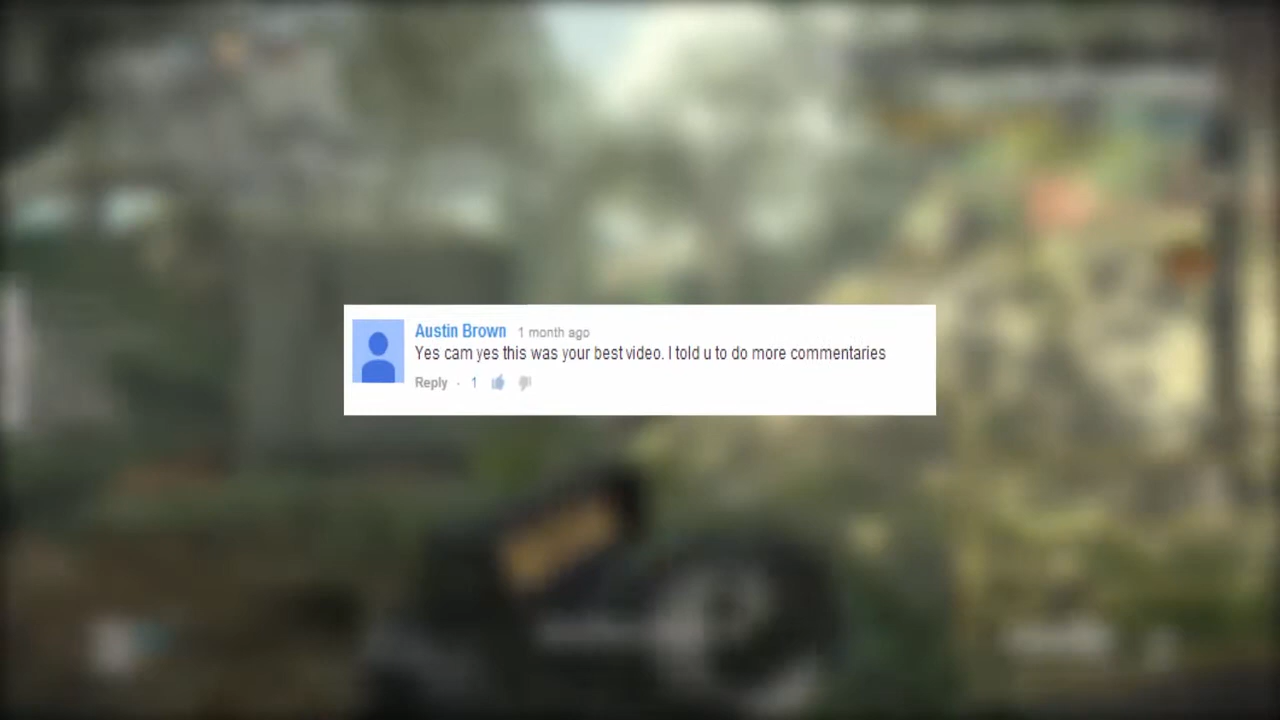 Austin Brown 1 month ago
Yes cam yes this was your best video. I told u to do more commentaries
Reply · 1